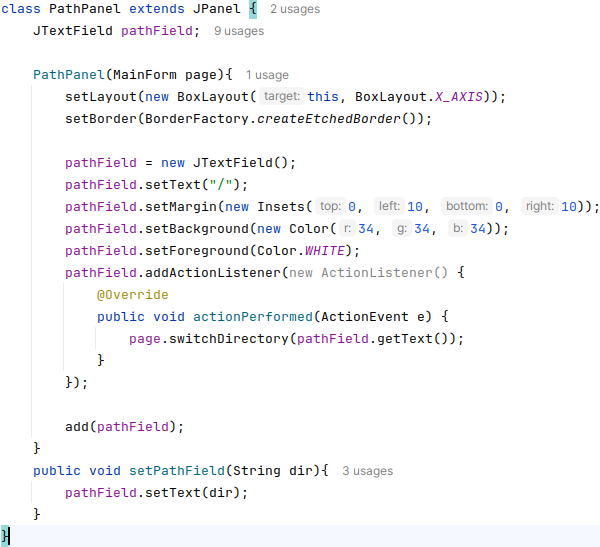 class PathPanel extends JPanel { 2 usages
    JTextField pathField; 9 usages

    PathPanel(MainForm page){ 1 usage
        setLayout(new BoxLayout( target: this, BoxLayout.X_AXIS));
        setBorder(BorderFactory.createEtchedBorder());

        pathField = new JTextField();
        pathField.setText("/");
        pathField.setMargin(new Insets( top: 0, left: 10, bottom: 0, right: 10));
        pathField.setBackground(new Color( r: 34, g: 34, b: 34));
        pathField.setForeground(Color.WHITE);
        pathField.addActionListener(new ActionListener() {
            @Override
            public void actionPerformed(ActionEvent e) {
                page.switchDirectory(pathField.getText());
            }
        });

        add(pathField);
    }
    public void setPathField(String dir){ 3 usages
        pathField.setText(dir);
    }
}